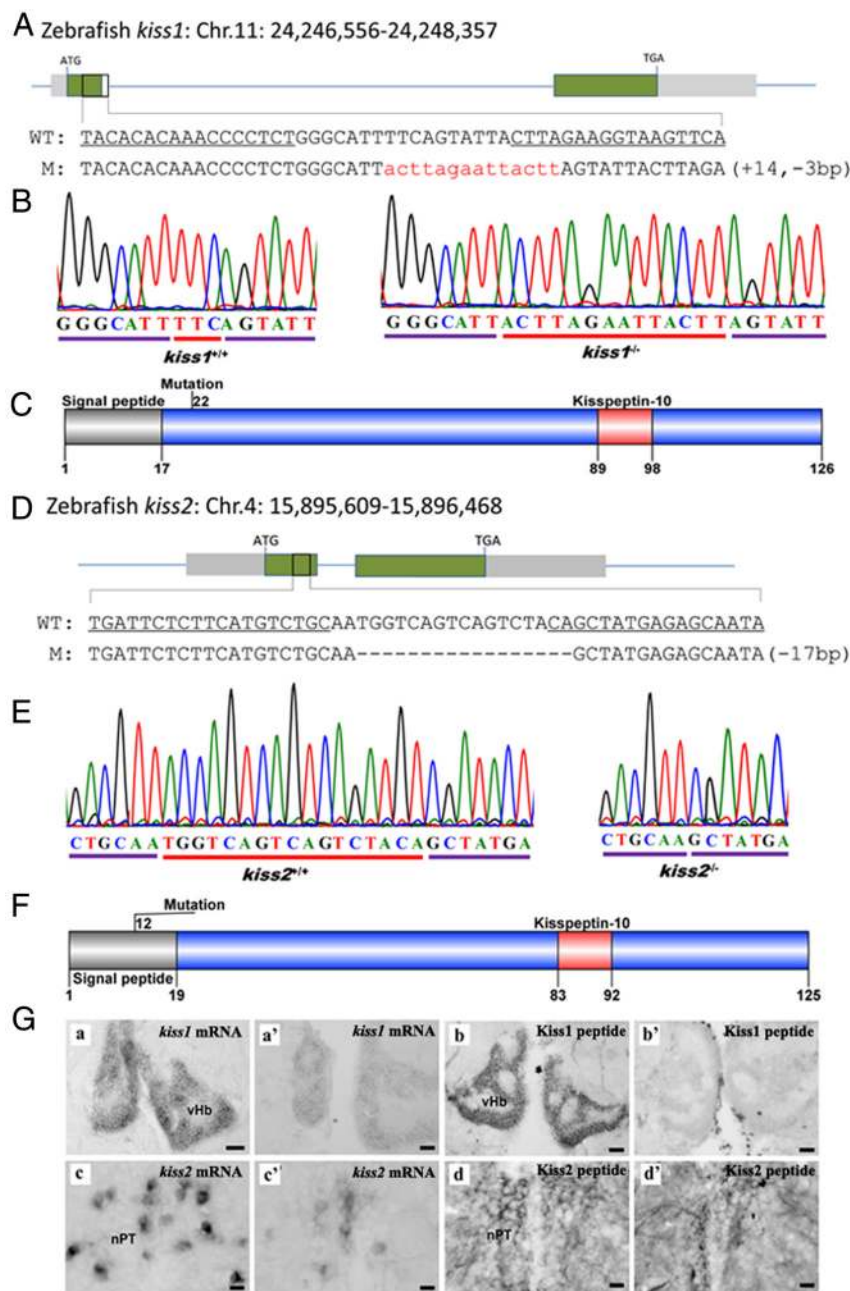 A Zebrafish kiss1: Chr.11: 24,246,556-24,248,357
ATG
TGA
WT: TACACACAAACCCCTCTGGGCATTTTCAGTATTACTTAGAAGGTAAGTTCA
M: TACACACAAACCCCTCTGGGCATTacttagaattacttAGTATTACTTAGA (+14,-3bp)
B
GGGCATTTTCAGTATT
GGGCATTACTTAGAATTACTTAGTATT
kiss1+/+
kiss1-/-
C
Signal peptide
Mutation
22
Kisspeptin-10
1
17
89
98
126
D Zebrafish kiss2: Chr.4: 15,895,609-15,896,468
ATG
TGA
WT: TGATTCTCTTCATGTCTGCAATGGTCAGTCAGTCTACAGCTATGAGAGCAATA
M: TGATTCTCTTCATGTCTGCAA-----------------GCTATGAGAGCAATA(-17bp)
E
CTGCAATGGTCAGTCAGTCTACAGCTATGA
CTGCAAGCTATGA
kiss2+/+
kiss2-/-
F
Mutation
12
Kisspeptin-10
Signal peptide
1
19
83
92
125
G
a
kiss1 mRNA
vHb
a'
kiss1 mRNA
b
Kiss1 peptide
vHb
b'
Kiss1 peptide
c
kiss2 mRNA
nPT
c'
kiss2 mRNA
d
Kiss2 peptide
nPT
d'
Kiss2 peptide